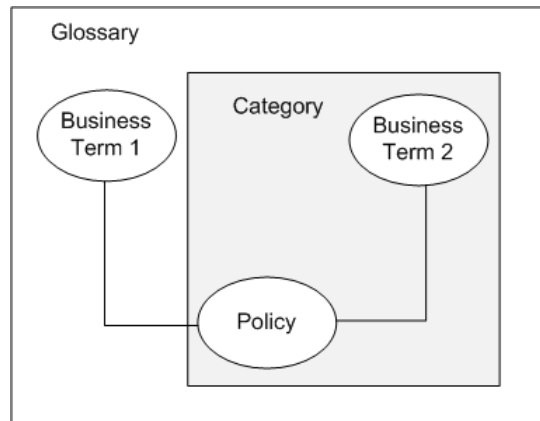 Glossary
Category
Business
Term 1
Business
Term 2
Policy